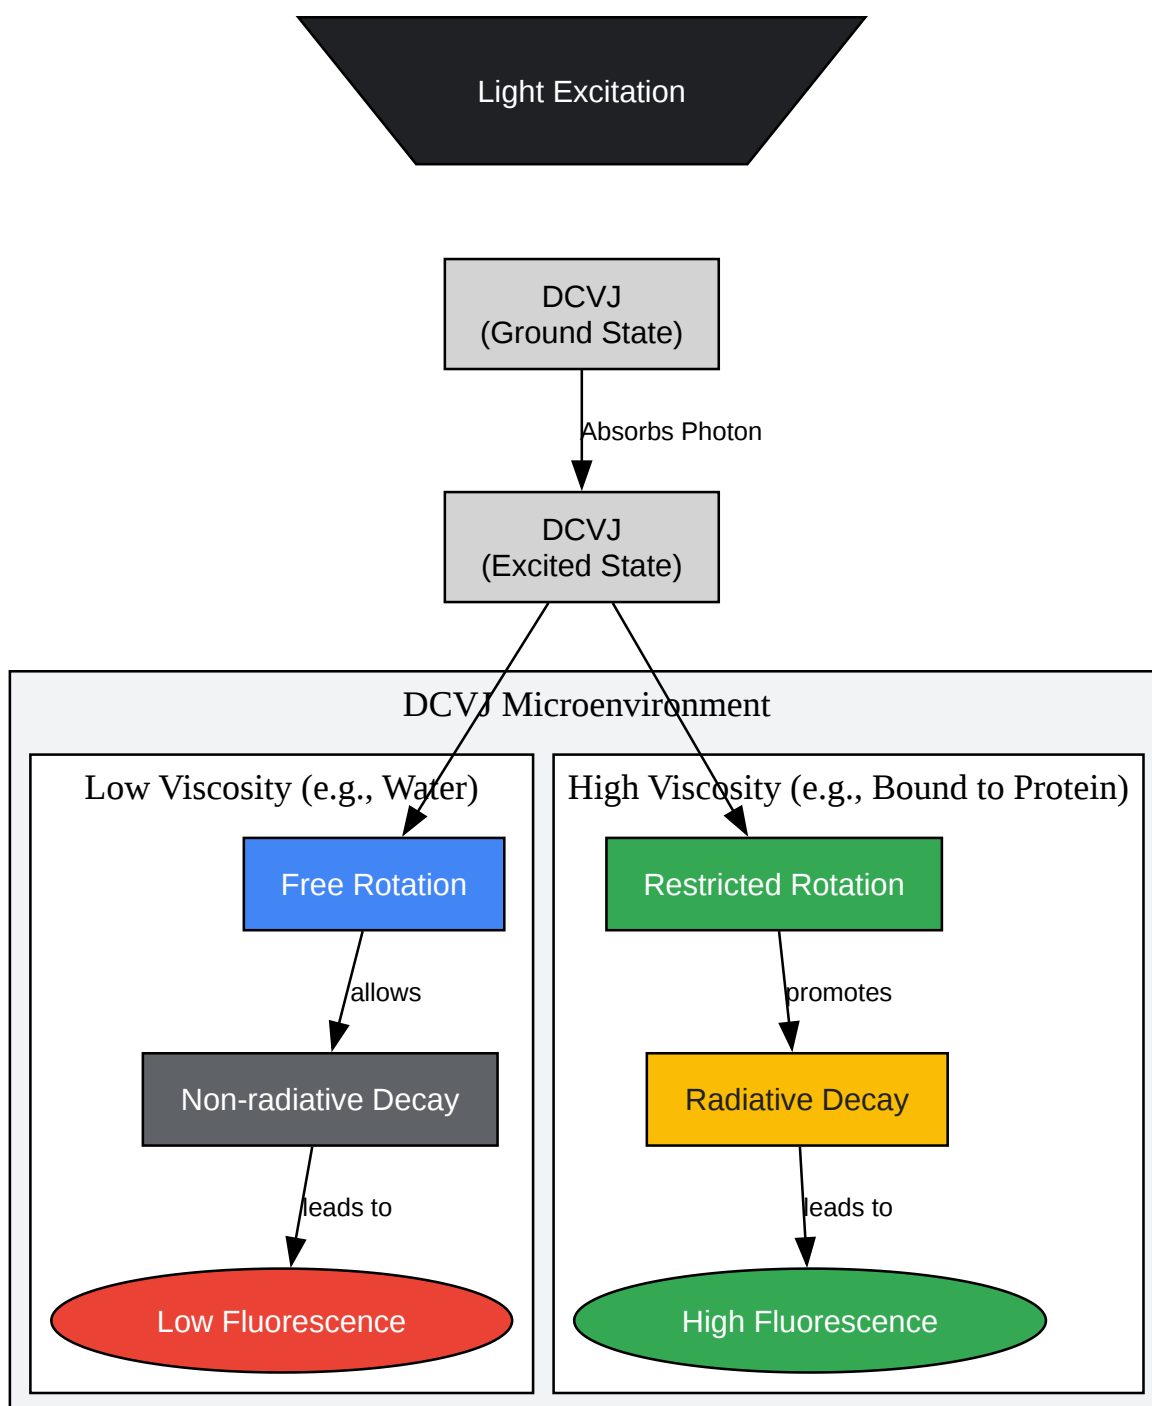 Light Excitation
DCVJ
(Ground State)
Absorbs Photon
DCVJ
(Excited State)
DCVJ Microenvironment
Low Viscosity (e.g., Water)
High Viscosity (e.g., Bound to Protein)
Free Rotation
Restricted Rotation
allows
promotes
Non-radiative Decay
Radiative Decay
leads to
leads to
Low Fluorescence
High Fluorescence